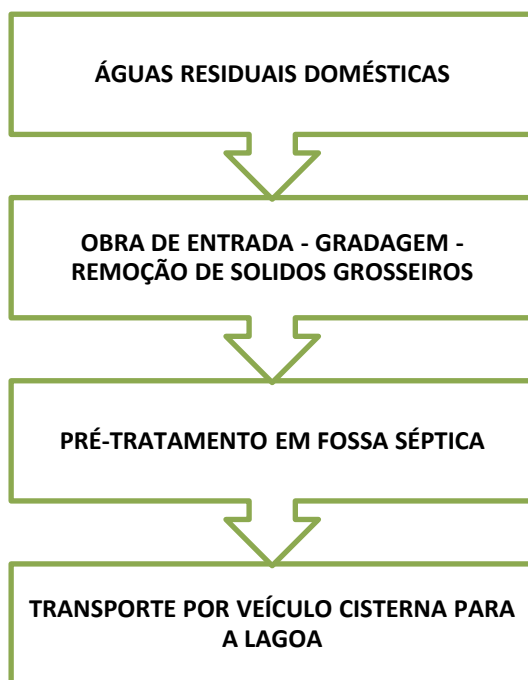 ÁGUAS RESIDUAIS DOMÉSTICAS
OBRA DE ENTRADA - GRADAGEM -
REMOÇÃO DE SOLIDOS GROSSEIROS
PRÉ-TRATAMENTO EM FOSSA SÉPTICA
TRANSPORTE POR VEÍCULO CISTERNA PARA
A LAGOA